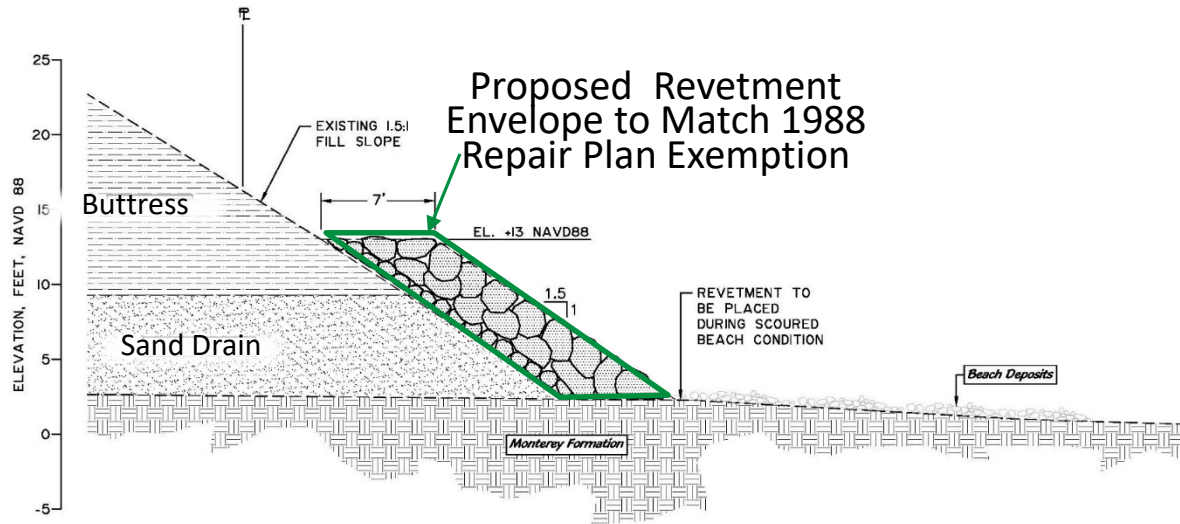 PL
25
20
15
10
5
0
-5
ELEVATION, FEET, NAVD 88
EXISTING 1.5:1
FILL SLOPE
Proposed Revetment
Envelope to Match 1988
Repair Plan Exemption
Buttress
7'
EL. +13 NAVD88
1.5
1
REVETMENT TO
BE PLACED
DURING SCOURED
BEACH CONDITION
Sand Drain
Beach Deposits
Monterey Formation